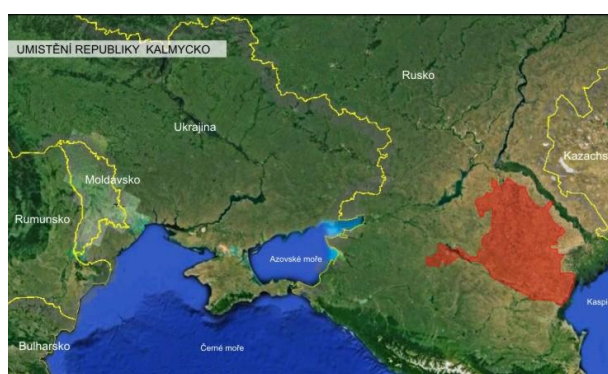 UMISTĚNÍ REPUBLIKY KALMYCKO
Rusko
Ukrajina
Kazachs
Moldavsko
Rumunsko
Azovské moře
Kaspi
Bulharsko
Černé moře